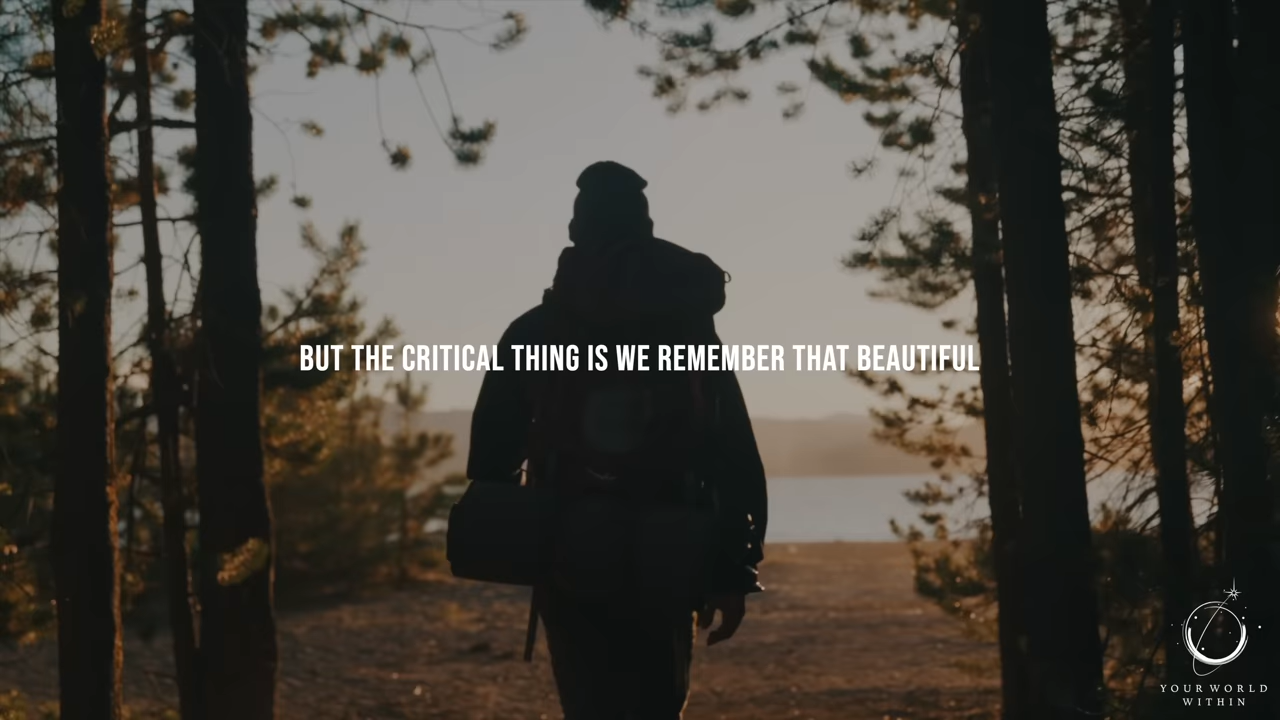 BUT THE CRITICAL THING IS WE REMEMBER THAT BEAUTIFUL
YOUR WORLD
WITHIN